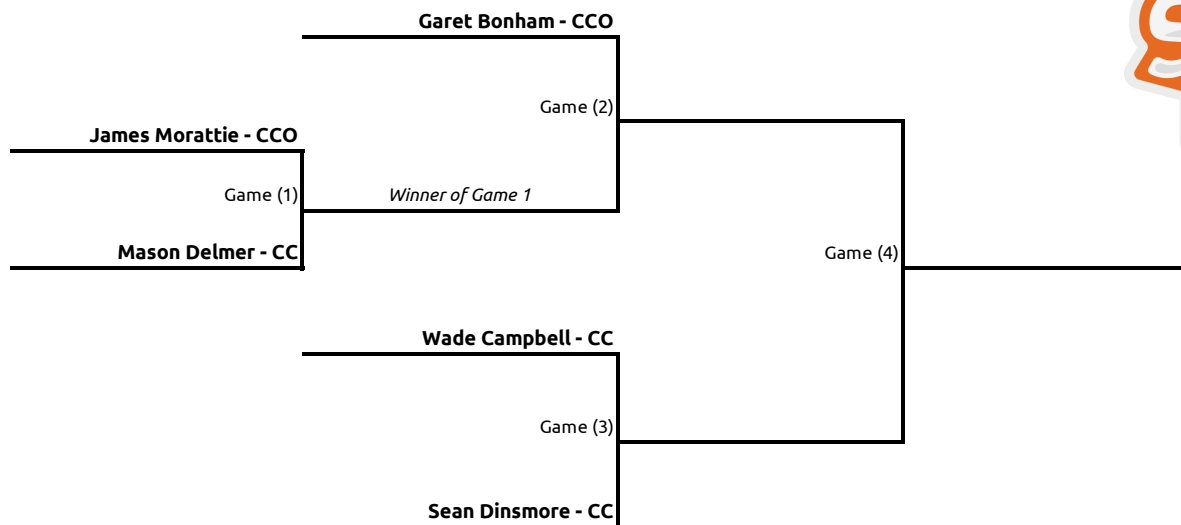 Garet Bonham - CCO
Game (2)
James Morattie - CCO
Game (1)
Winner of Game 1
Mason Delmer - CC
Game (4)
Wade Campbell - CC
Game (3)
Sean Dinsmore - CC